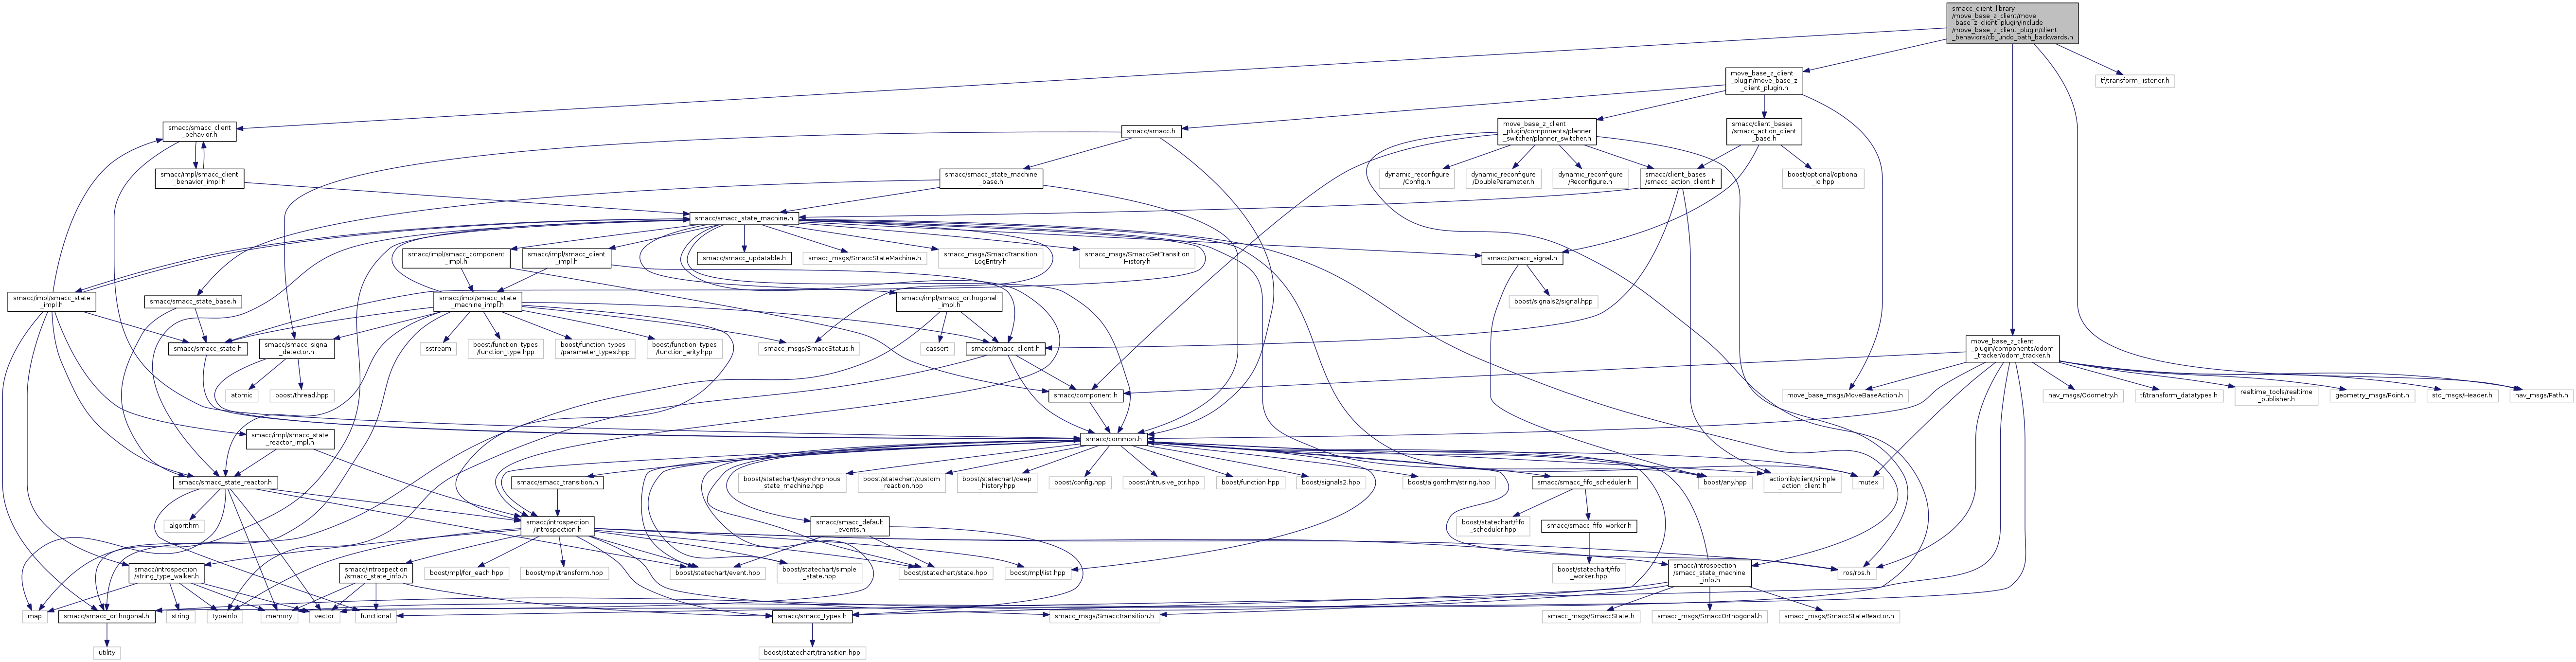 smacc_client_library
/move_base_z_client/move
_base_z_client_plugin/include
/move_base_z_client_plugin/client
_behaviors/cb_undo_path_backwards.h
move_base_z_client
_plugin/move_base_z
_client_plugin.h
tf/transform_listener.h
smacc/smacc_client
_behavior.h
smacc/smacc.h
move_base_z_client
_plugin/components/planner
_switcher/planner_switcher.h
smacc/client_bases
/smacc_action_client
_base.h
smacc/impl/smacc_client
_behavior_impl.h
smacc/smacc_state_machine
_base.h
dynamic_reconfigure
/Config.h
dynamic_reconfigure
/DoubleParameter.h
dynamic_reconfigure
/Reconfigure.h
smacc/client_bases
/smacc_action_client.h
boost/optional/optional
_io.hpp
smacc/smacc_state_machine.h
smacc/impl/smacc_component
_impl.h
smacc/impl/smacc_client
_impl.h
smacc/smacc_updatable.h
smacc_msgs/SmaccStateMachine.h
smacc_msgs/SmaccTransition
LogEntry.h
smacc_msgs/SmaccGetTransition
History.h
smacc/smacc_signal.h
smacc/impl/smacc_state
_impl.h
smacc/smacc_state_base.h
smacc/impl/smacc_state
_machine_impl.h
smacc/impl/smacc_orthogonal
_impl.h
boost/signals2/signal.hpp
smacc/smacc_state.h
smacc/smacc_signal
_detector.h
sstream
boost/function_types
/function_type.hpp
boost/function_types
/parameter_types.hpp
boost/function_types
/function_arity.hpp
smacc_msgs/SmaccStatus.h
cassert
smacc/smacc_client.h
move_base_z_client
_plugin/components/odom
_tracker/odom_tracker.h
atomic
boost/thread.hpp
smacc/component.h
move_base_msgs/MoveBaseAction.h
nav_msgs/Odometry.h
tf/transform_datatypes.h
realtime_tools/realtime
_publisher.h
geometry_msgs/Point.h
std_msgs/Header.h
nav_msgs/Path.h
smacc/impl/smacc_state
_reactor_impl.h
smacc/common.h
smacc/smacc_state_reactor.h
smacc/smacc_transition.h
boost/statechart/asynchronous
_state_machine.hpp
boost/statechart/custom
_reaction.hpp
boost/statechart/deep
_history.hpp
boost/config.hpp
boost/intrusive_ptr.hpp
boost/function.hpp
boost/signals2.hpp
boost/algorithm/string.hpp
smacc/smacc_fifo_scheduler.h
boost/any.hpp
actionlib/client/simple
_action_client.h
mutex
algorithm
smacc/introspection
/introspection.h
smacc/smacc_default
_events.h
boost/statechart/fifo
_scheduler.hpp
smacc/smacc_fifo_worker.h
smacc/introspection
/string_type_walker.h
smacc/introspection
/smacc_state_info.h
boost/mpl/for_each.hpp
boost/mpl/transform.hpp
boost/statechart/event.hpp
boost/statechart/simple
_state.hpp
boost/statechart/state.hpp
boost/mpl/list.hpp
boost/statechart/fifo
_worker.hpp
smacc/introspection
/smacc_state_machine
_info.h
ros/ros.h
map
smacc/smacc_orthogonal.h
string
typeinfo
memory
vector
functional
smacc/smacc_types.h
smacc_msgs/SmaccTransition.h
smacc_msgs/SmaccState.h
smacc_msgs/SmaccOrthogonal.h
smacc_msgs/SmaccStateReactor.h
utility
boost/statechart/transition.hpp